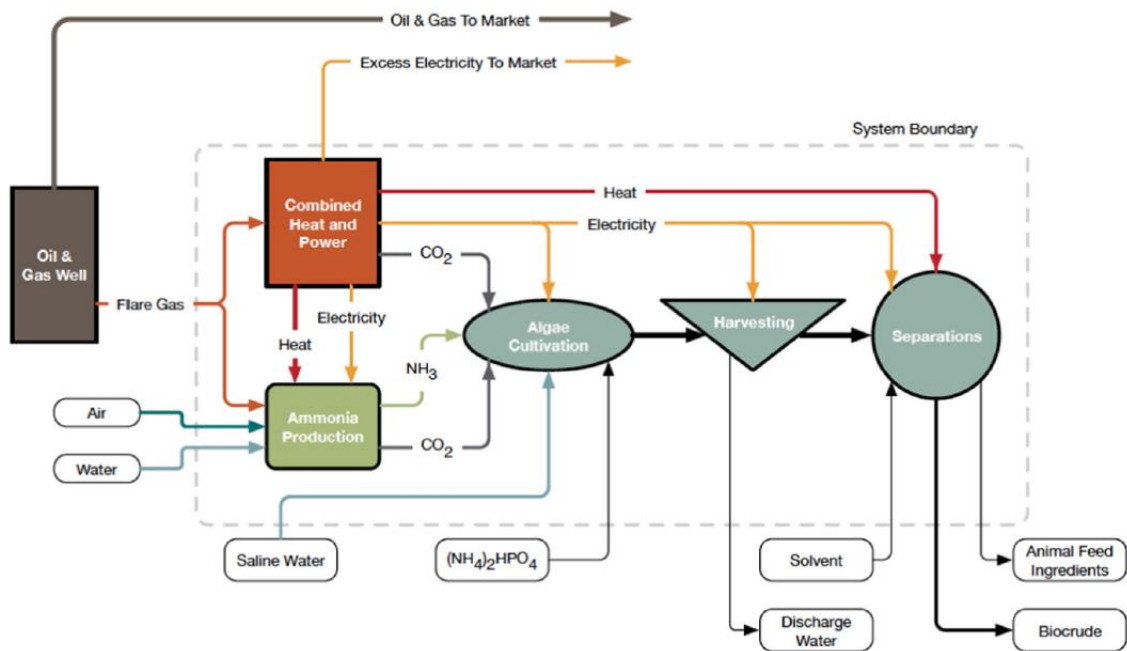 Oil & Gas To Market
Excess Electricity To Market
System Boundary
Oil &
Gas Well
Flare Gas
Combined
Heat and
Power
Heat
Electricity
CO₂
Heat
Electricity
NH₃
Algae
Cultivation
Harvesting
Separations
Air
Water
Ammonia
Production
CO₂
Saline Water
(NH₄)₂HPO₄
Solvent
Animal Feed
Ingredients
Discharge
Water
Biocrude